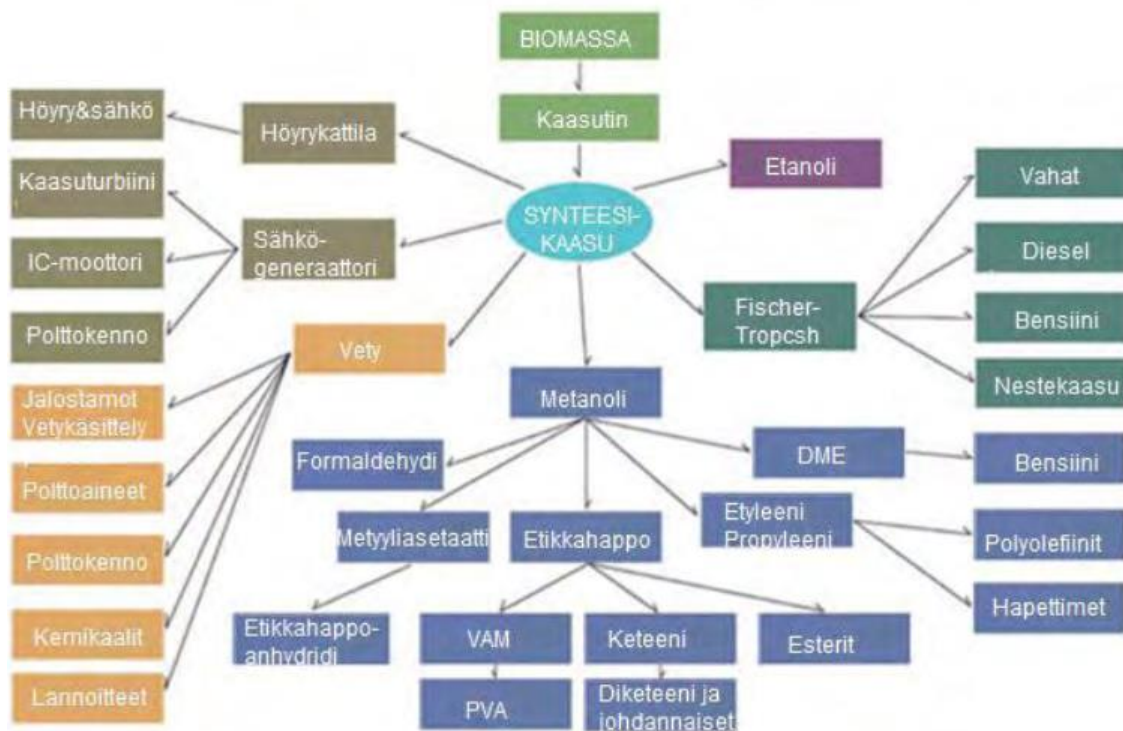 BIOMASSA
Kaasutin
SYNTEESI-
KAASU
Höyry&sähkö
Höyrykattila
Kaasuturbiini
IC-moottori
Sähkö-
generaattori
Polttokenno
Etanoli
Vahat
Diesel
Fischer-
Tropcsh
Bensiini
Nestekaasu
Vety
Jalostamot
Vetykäsittely
Polttoaineet
Polttokenno
Kemikaalit
Lannoitteet
Metanoli
Formaldehydi
DME
Bensiini
Metyyliasetaatti
Etikkahappo
Etyleeni
Propyleeni
Polyolefiinit
Hapettimet
Etikkahappo-
anhydridi
VAM
Keteeni
Esterit
PVA
Diketeeni ja
johdannaiset